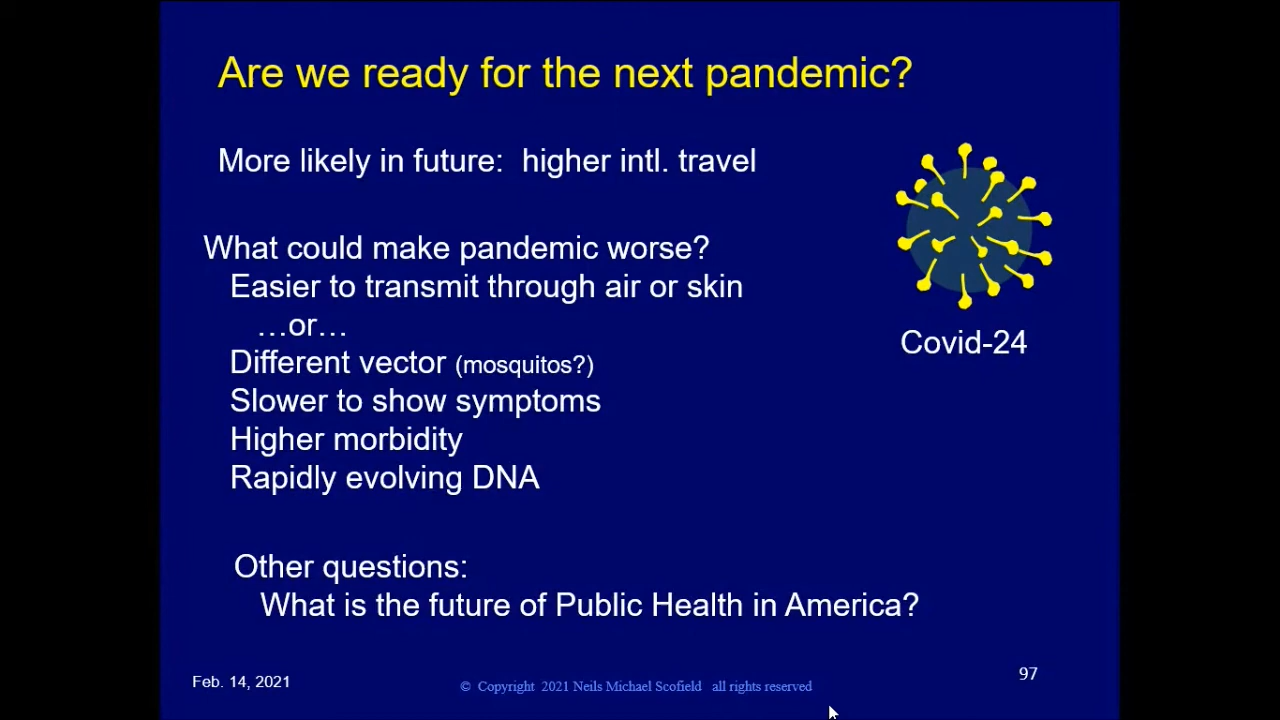 Are we ready for the next pandemic?
More likely in future: higher intl. travel
What could make pandemic worse?
Easier to transmit through air or skin
…or…
Different vector (mosquitos?)
Slower to show symptoms
Higher morbidity
Rapidly evolving DNA
Covid-24
Other questions:
What is the future of Public Health in America?
Feb. 14, 2021
© Copyright 2021 Neils Michael Scofield all rights reserved
97